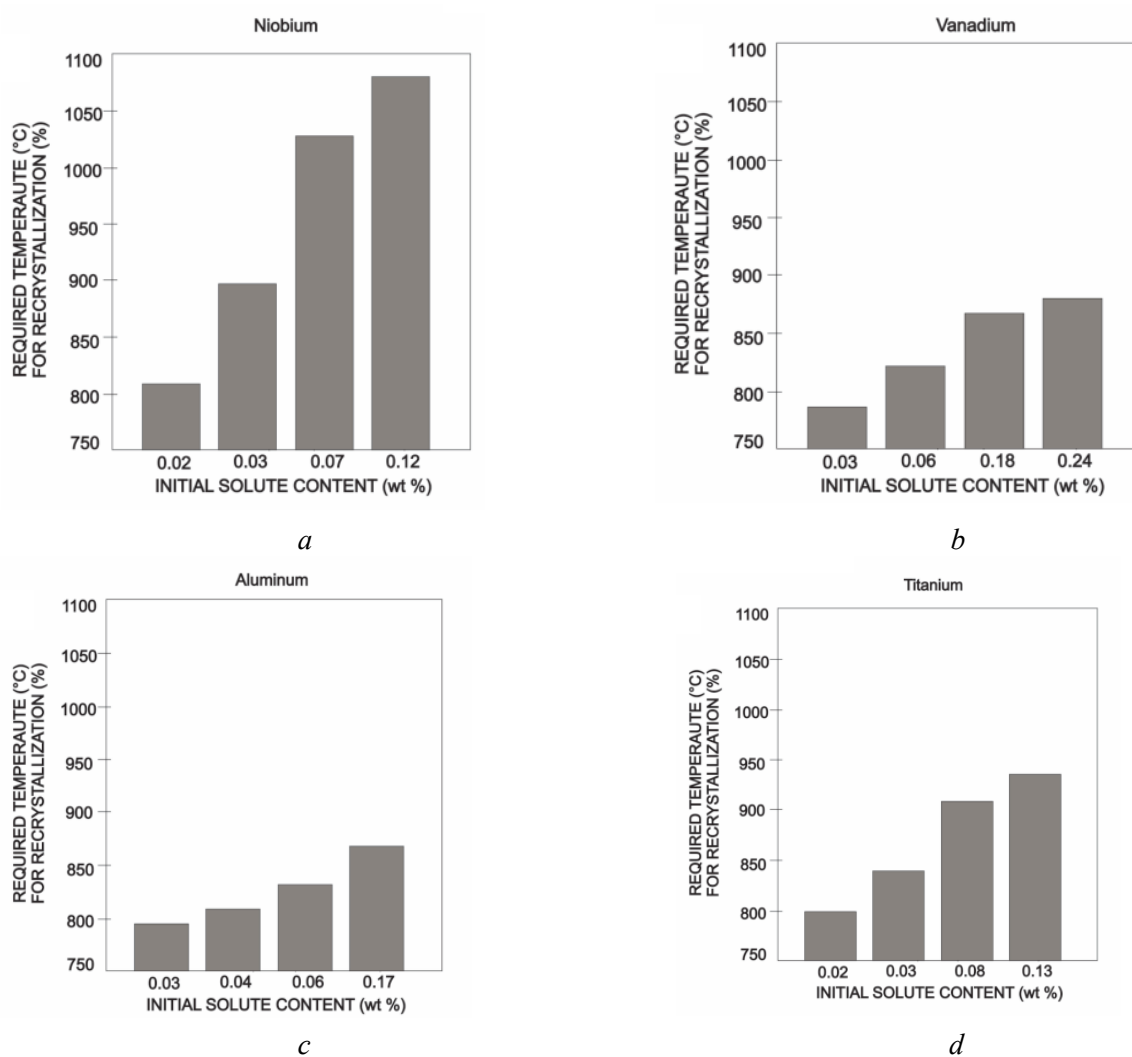 Niobium
REQUIRED TEMPERAUTE (°C)
FOR RECRYSTALLIZATION (%)
1100
1050
1000
950
900
850
800
750
0.02 0.03 0.07 0.12
INITIAL SOLUTE CONTENT (wt %)
a
Vanadium
REQUIRED TEMPERAUTE (°C)
FOR RECRYSTALLIZATION (%)
1100
1050
1000
950
900
850
800
750
0.03 0.06 0.18 0.24
INITIAL SOLUTE CONTENT (wt %)
b
Aluminum
REQUIRED TEMPERAUTE (°C)
FOR RECRYSTALLIZATION (%)
1100
1050
1000
950
900
850
800
750
0.03 0.04 0.06 0.17
INITIAL SOLUTE CONTENT (wt %)
c
Titanium
REQUIRED TEMPERAUTE (°C)
FOR RECRYSTALLIZATION (%)
1100
1050
1000
950
900
850
800
750
0.02 0.03 0.08 0.13
INITIAL SOLUTE CONTENT (wt %)
d